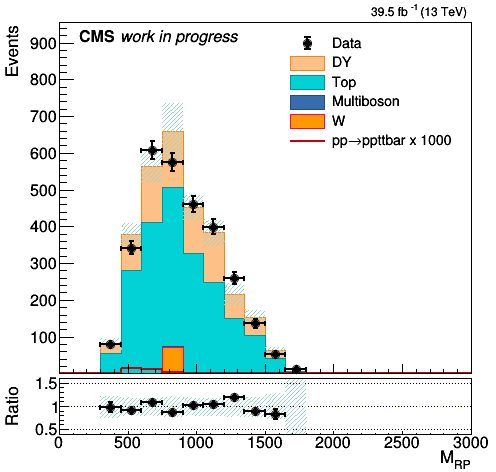 39.5 fb⁻¹ (13 TeV)
CMS work in progress
Events
900
800
700
600
500
400
300
200
100
Data
DY
Top
Multiboson
W
pp→ppttbar x 1000
Ratio
1.5
1
0.5
0 500 1000 1500 2000 2500 3000
M_RP